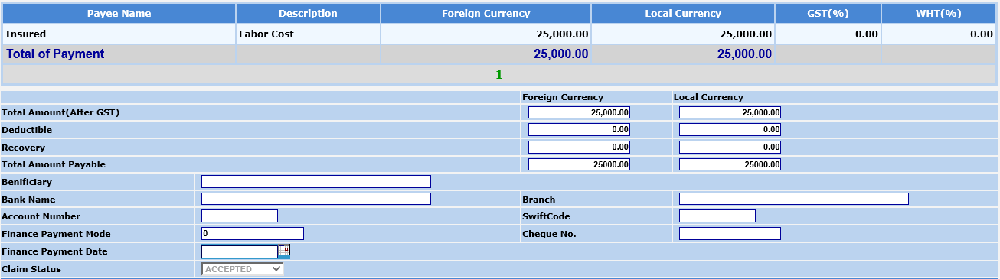 Payee Name Description Foreign Currency Local Currency GST(%) WHT(%)
Insured Labor Cost 25,000.00 25,000.00 0.00 0.00
Total of Payment 25,000.00 25,000.00
1
Foreign Currency Local Currency
Total Amount(After GST) 25,000.00 25,000.00
Deductible 0.00 0.00
Recovery 0.00 0.00
Total Amount Payable 25000.00 25000.00
Benificiary
Bank Name Branch
Account Number SwiftCode
Finance Payment Mode 0 Cheque No.
Finance Payment Date
Claim Status ACCEPTED